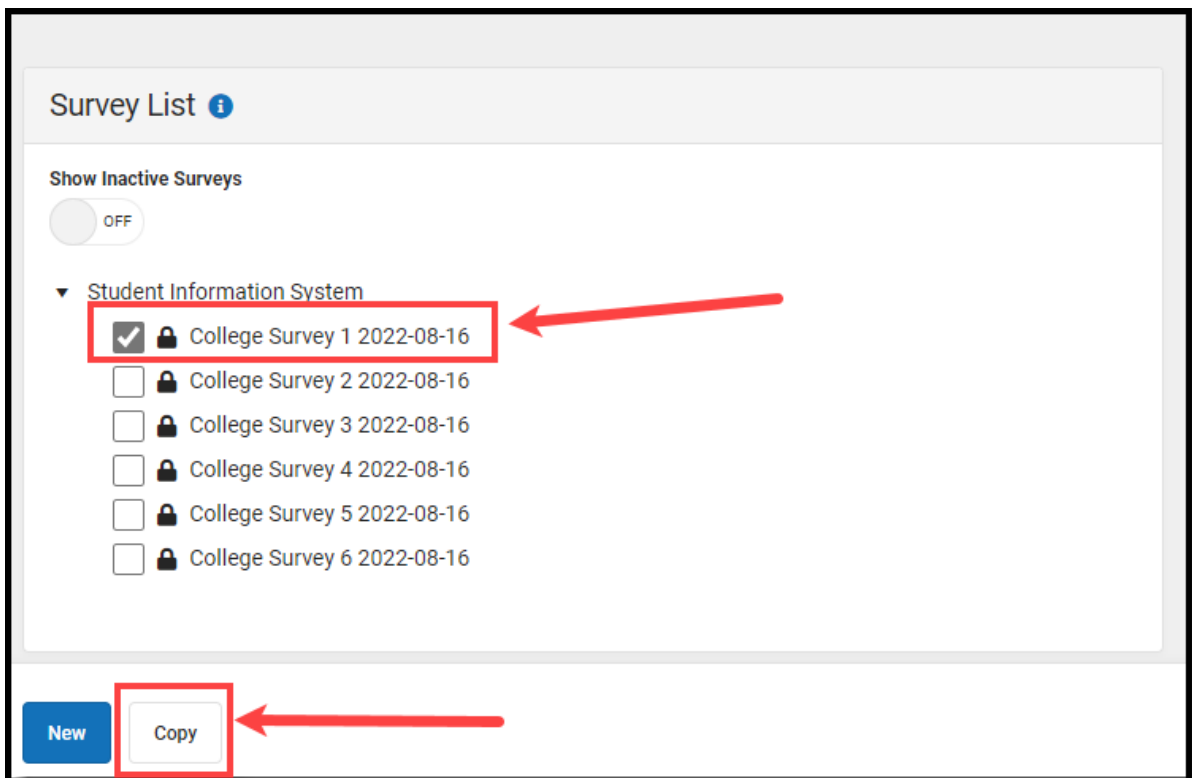 Survey List
Show Inactive Surveys
OFF
Student Information System
College Survey 1 2022-08-16
College Survey 2 2022-08-16
College Survey 3 2022-08-16
College Survey 4 2022-08-16
College Survey 5 2022-08-16
College Survey 6 2022-08-16
New Copy